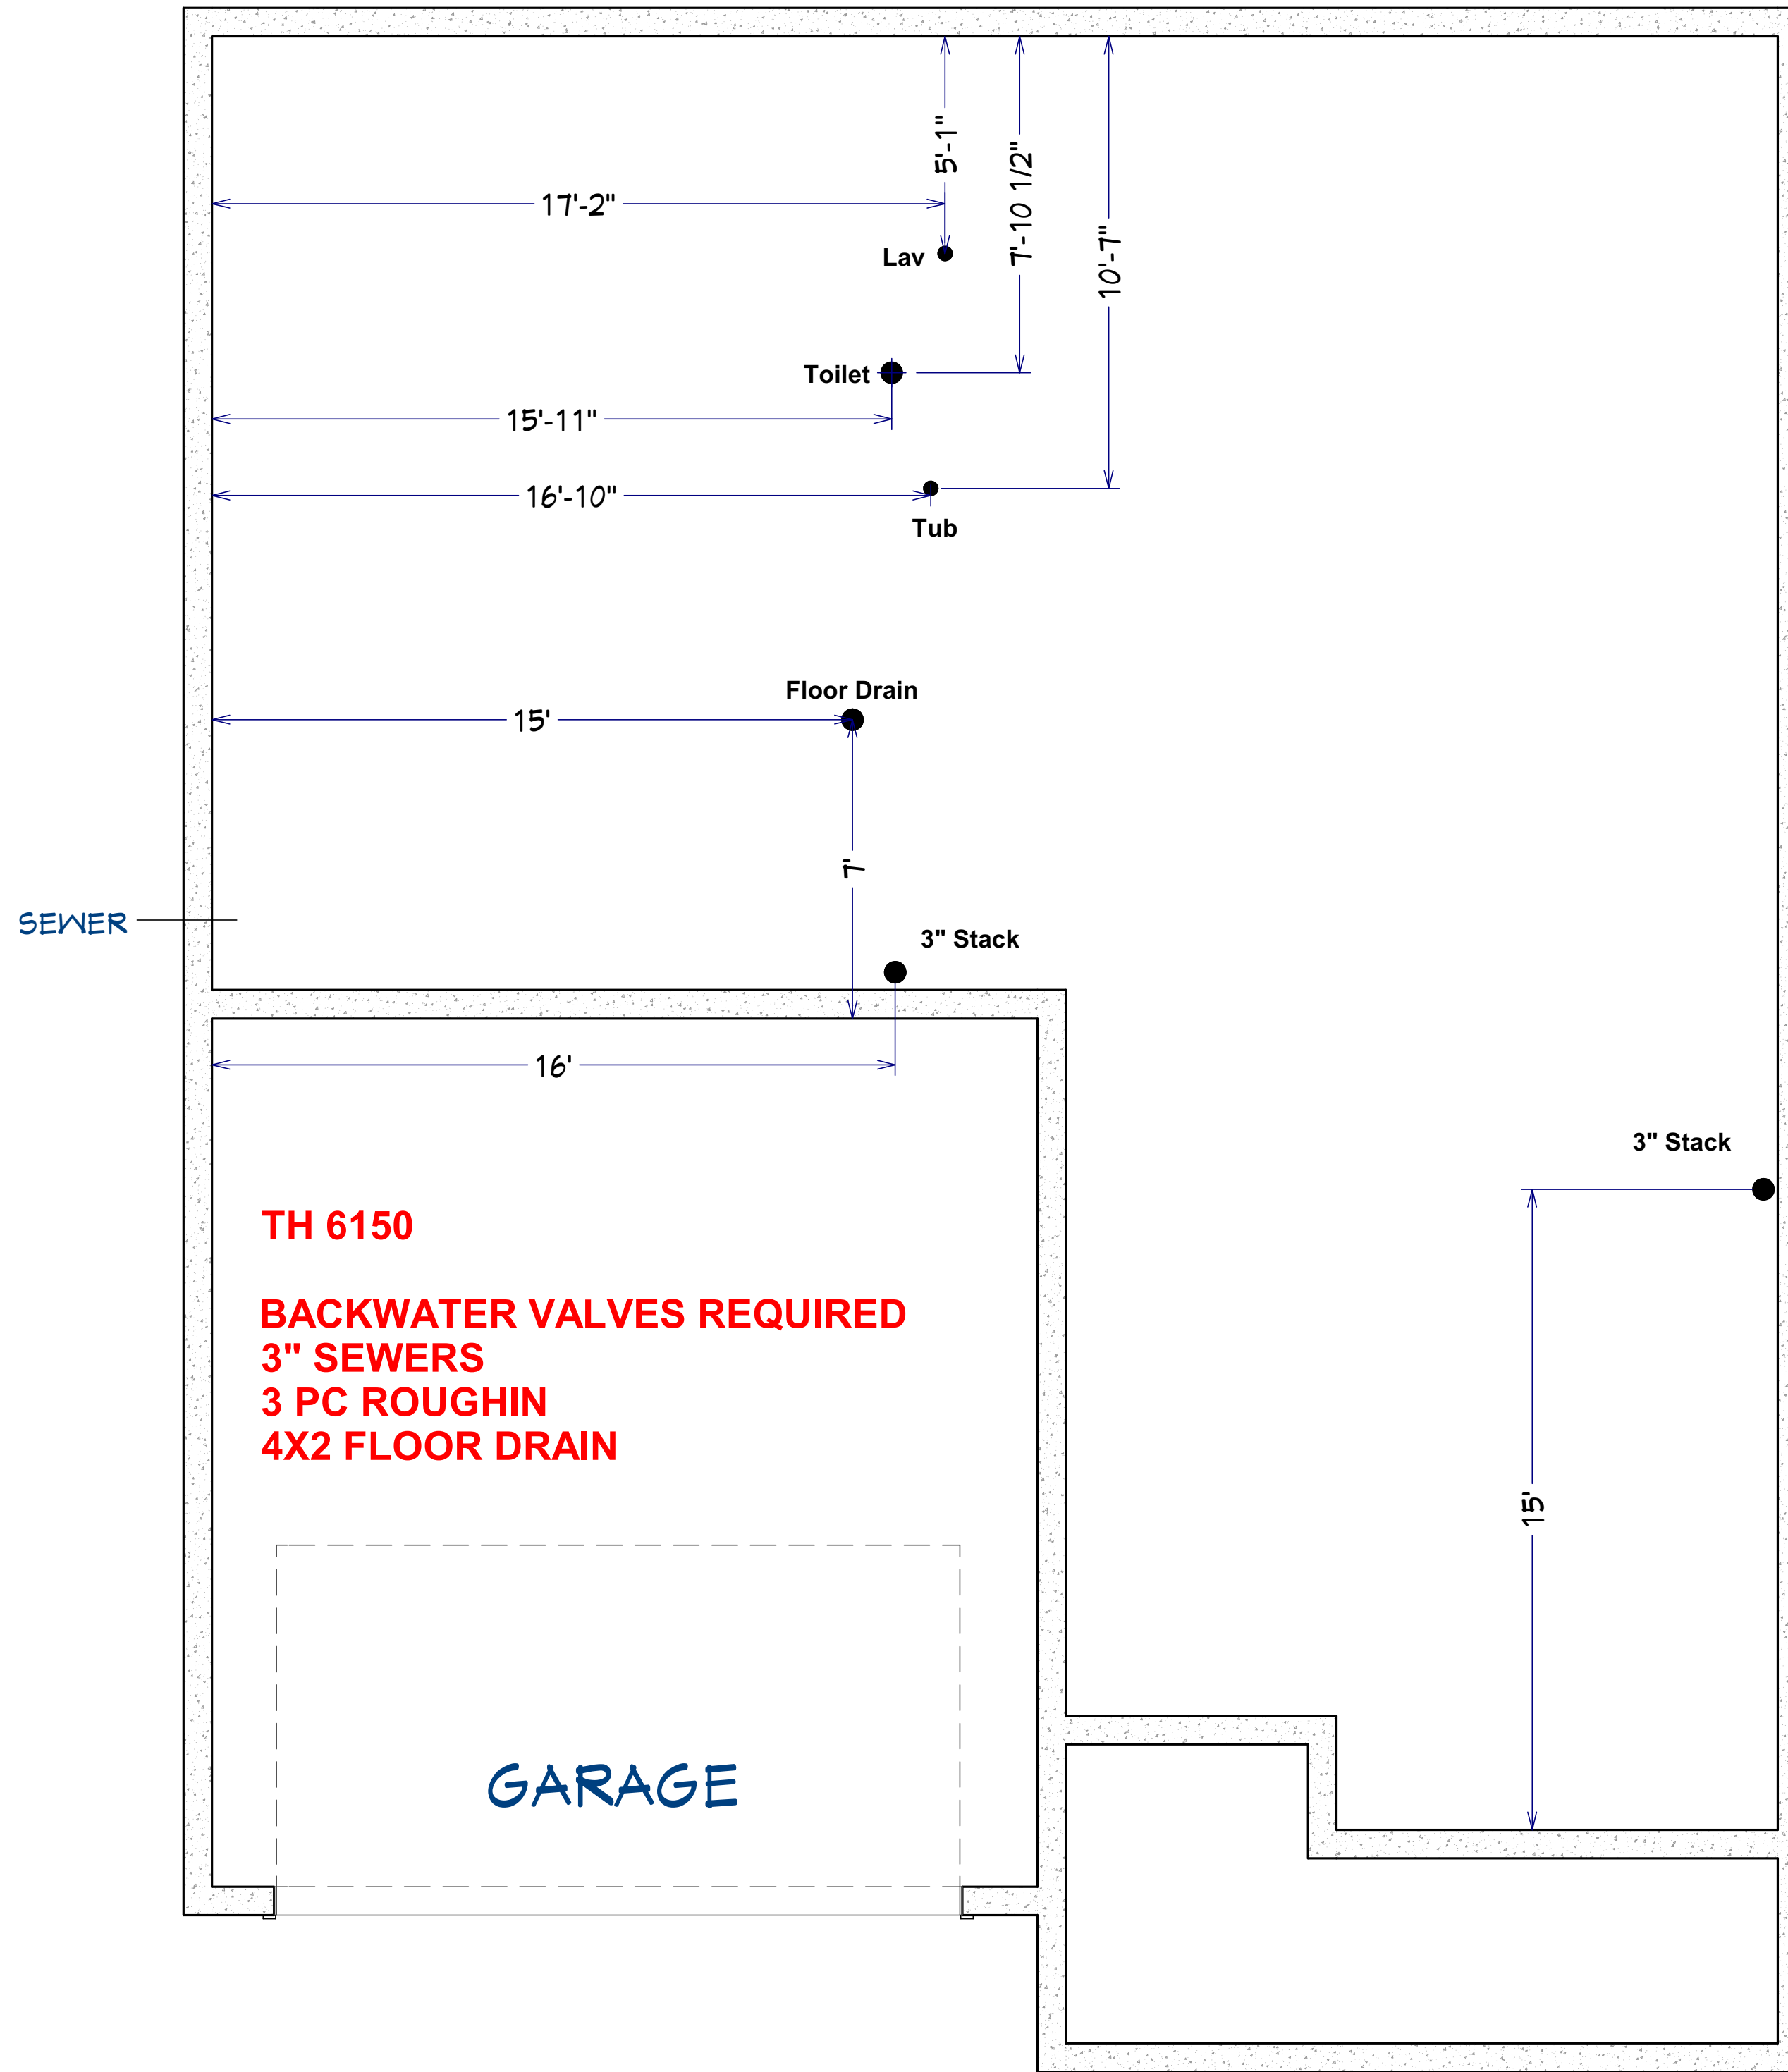 5'-1"
7'-10 1/2"
10'-7"
17'-2"
Lav
Toilet
15'-11"
16'-10"
Tub
Floor Drain
15'
7'
SEWER
3" Stack
16'
3" Stack
15'
TH 6150
BACKWATER VALVES REQUIRED
3" SEWERS
3 PC ROUGHIN
4X2 FLOOR DRAIN
GARAGE